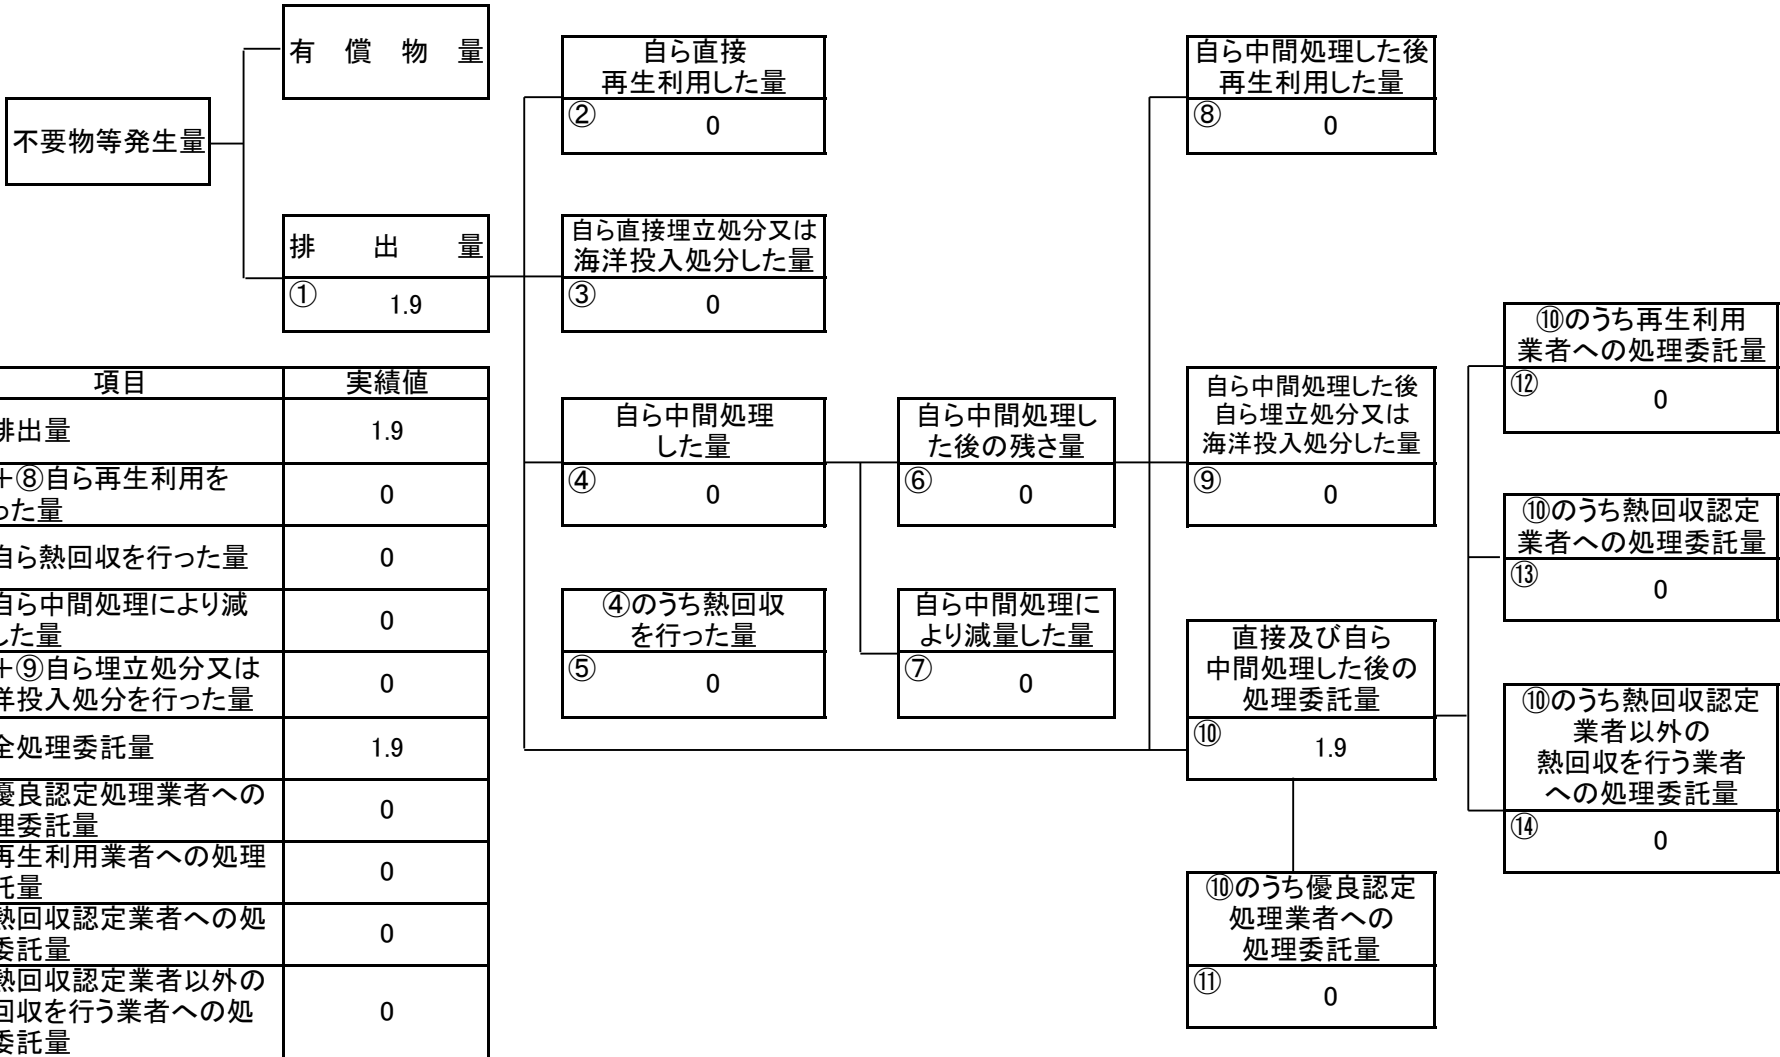 有償物量
不要物等発生量
排出量
①
1.9
自ら直接
再生利用した量
②
0
自ら直接埋立処分又は
海洋投入処分した量
③
0
自ら中間処理
した量
④
0
④のうち熱回収
を行った量
⑤
0
自ら中間処理し
た後の残さ量
⑥
0
自ら中間処理に
より減量した量
⑦
0
自ら中間処理した後
再生利用した量
⑧
0
自ら中間処理した後
自ら埋立処分又は
海洋投入処分した量
⑨
0
直接及び自ら
中間処理した後の
処理委託量
⑩
1.9
⑩のうち優良認定
処理業者への
処理委託量
⑪
0
⑩のうち再生利用
業者への処理委託量
⑫
0
⑩のうち熱回収認定
業者への処理委託量
⑬
0
⑩のうち熱回収認定
業者以外の
熱回収を行う業者
への処理委託量
⑭
0
項目 実績値
排出量
1.9
+⑧自ら再生利用を
った量
0
自ら熱回収を行った量
0
自ら中間処理により減
した量
0
+⑨自ら埋立処分又は
洋投入処分を行った量
0
全処理委託量
1.9
優良認定処理業者への
理委託量
0
再生利用業者への処理
託量
0
熱回収認定業者への処
委託量
0
熱回収認定業者以外の
回収を行う業者への処
委託量
0